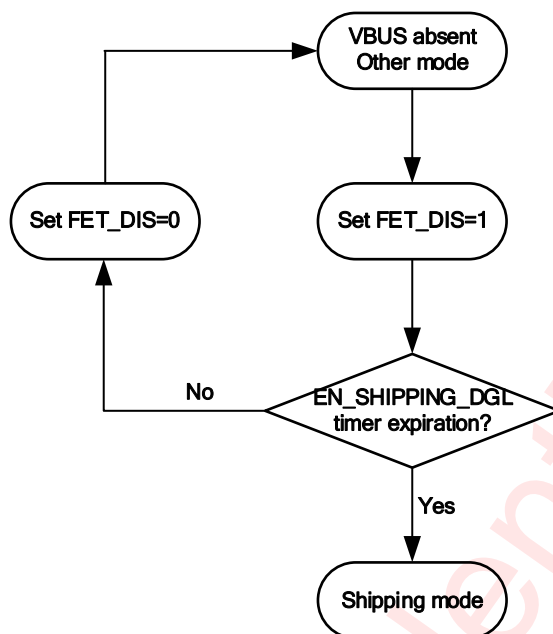 VBUS absent
Other mode
Set FET_DIS=0
Set FET_DIS=1
EN_SHIPPING_DGL
timer expiration?
No
Yes
Shipping mode